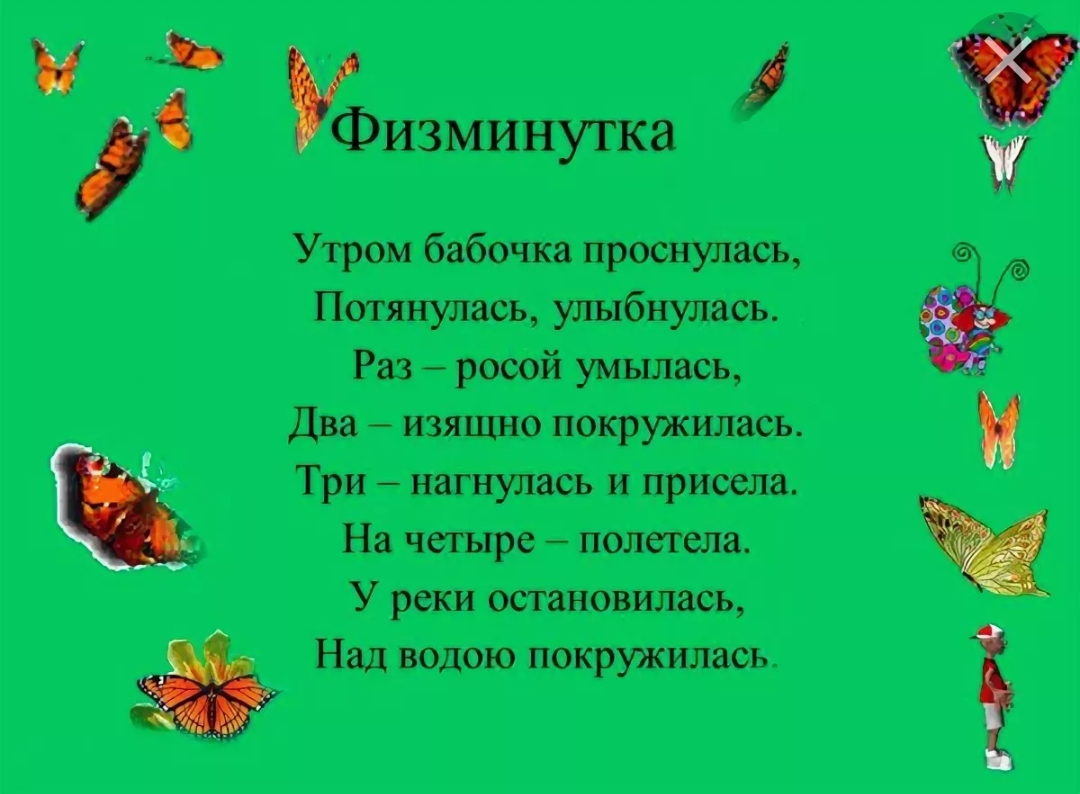 Физминутка
Утром бабочка проснулась,
Потянулась, улыбнулась.
Раз – росой умылась,
Два – изящно покружилась.
Три – нагнулась и присела.
На четыре – полетела.
У реки остановилась,
Над водою покружилась.